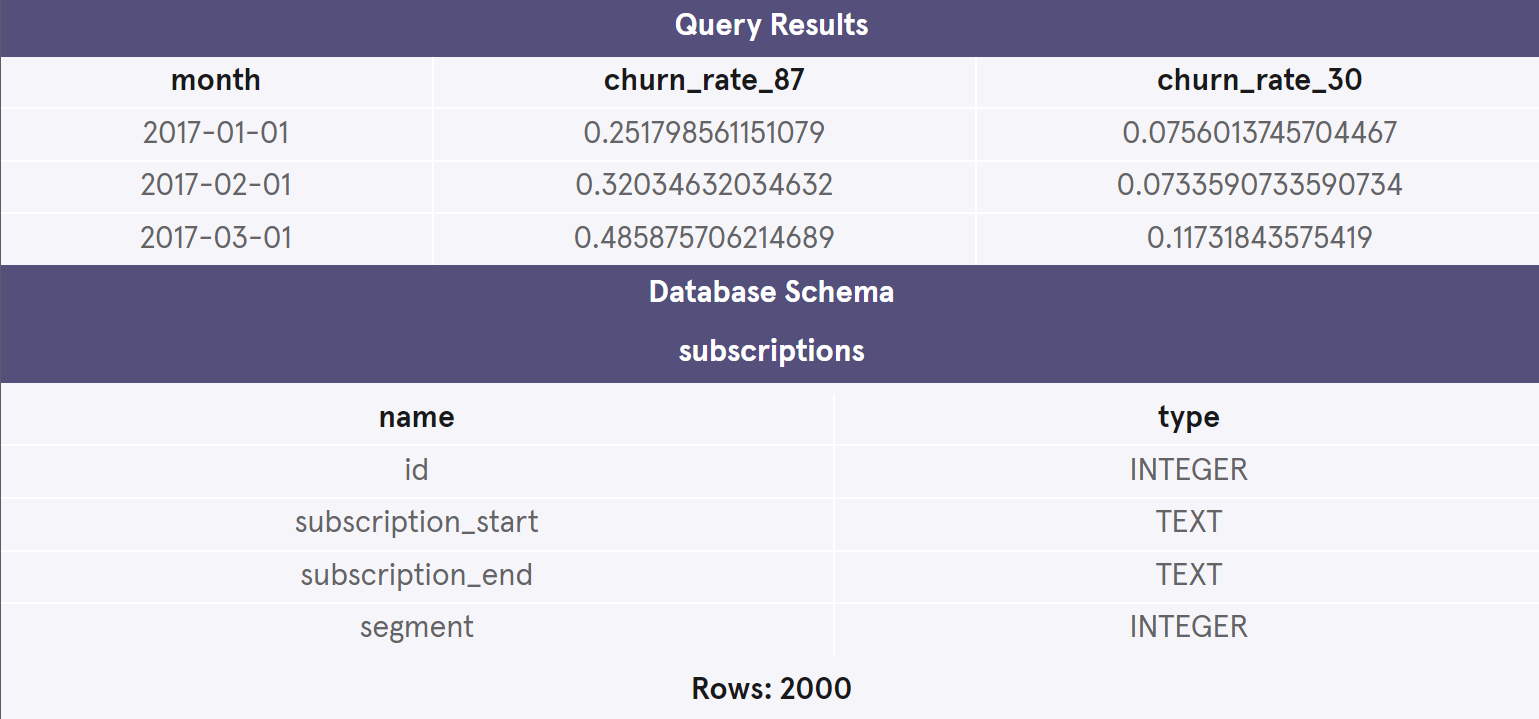 Query Results
month churn_rate_87 churn_rate_30
2017-01-01 0.251798561151079 0.0756013745704467
2017-02-01 0.32034632034632 0.0733590733590734
2017-03-01 0.485875706214689 0.11731843575419
Database Schema
subscriptions
name type
id INTEGER
subscription_start TEXT
subscription_end TEXT
segment INTEGER
Rows: 2000